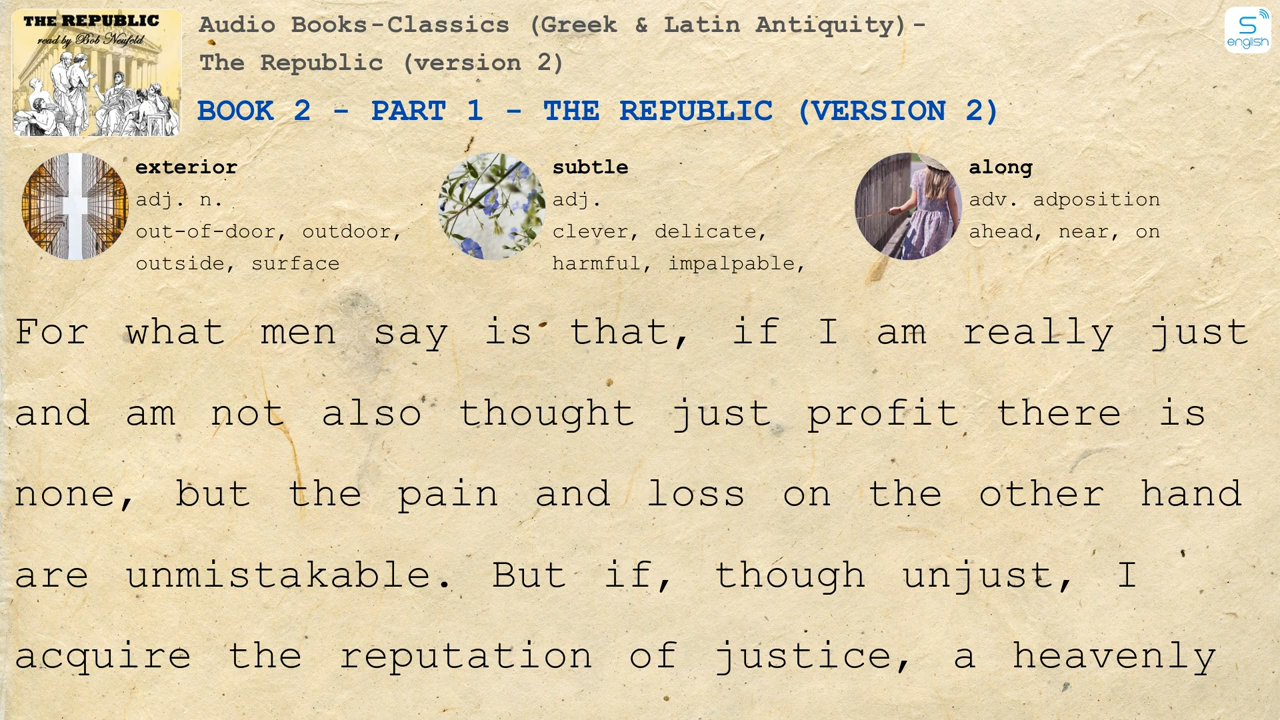 THE REPUBLIC
read by Bob Neufeld
Audio Books-Classics (Greek & Latin Antiquity)-
The Republic (version 2)
BOOK 2 - PART 1 - THE REPUBLIC (VERSION 2)
S
english
exterior
adj. n.
out-of-door, outdoor,
outside, surface
subtle
adj.
clever, delicate,
harmful, impalpable,
along
adv. adposition
ahead, near, on
For what men say is that, if I am really just
and am not also thought just profit there is
none, but the pain and loss on the other hand
are unmistakable. But if, though unjust, I
acquire the reputation of justice, a heavenly